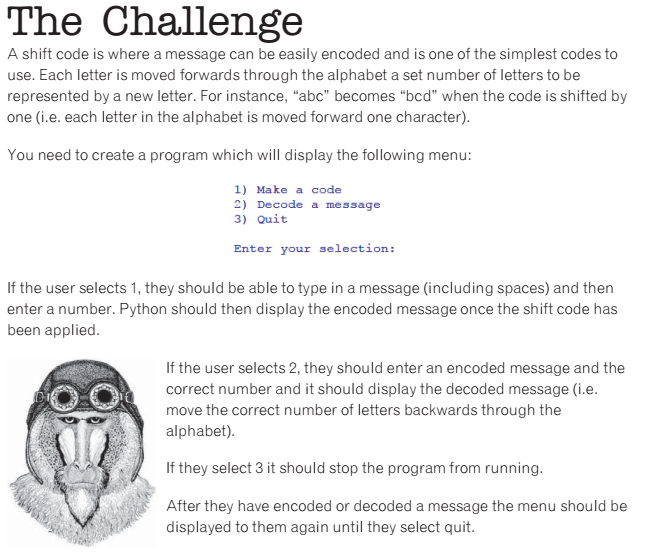 The Challenge
A shift code is where a message can be easily encoded and is one of the simplest codes to
use. Each letter is moved forwards through the alphabet a set number of letters to be
represented by a new letter. For instance, “abc” becomes “bcd” when the code is shifted by
one (i.e. each letter in the alphabet is moved forward one character).
You need to create a program which will display the following menu:
1) Make a code
2) Decode a message
3) Quit
Enter your selection:
If the user selects 1, they should be able to type in a message (including spaces) and then
enter a number. Python should then display the encoded message once the shift code has
been applied.
If the user selects 2, they should enter an encoded message and the
correct number and it should display the decoded message (i.e.
move the correct number of letters backwards through the
alphabet).
If they select 3 it should stop the program from running.
After they have encoded or decoded a message the menu should be
displayed to them again until they select quit.